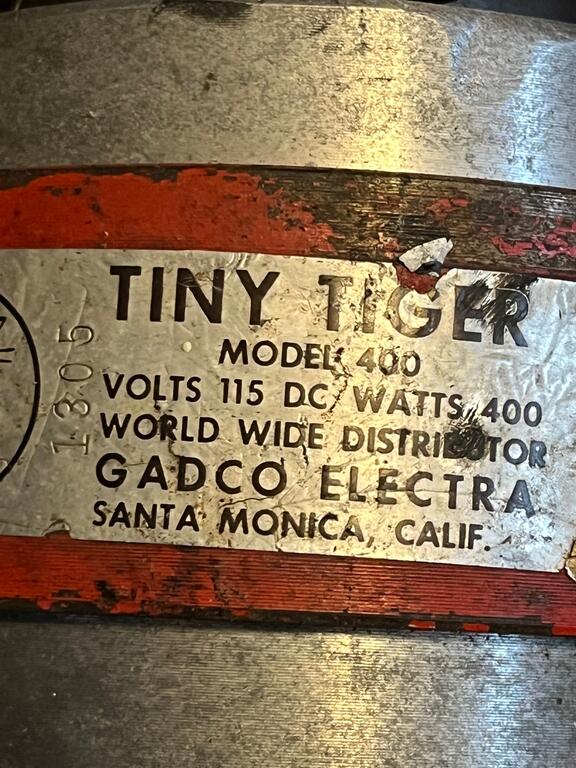 TINY TIGER
MODEL 400
VOLTS 115 DC WATTS 400
WORLD WIDE DISTRIBUTOR
GADCO ELECTRA
SANTA MONICA, CALIF.
1305